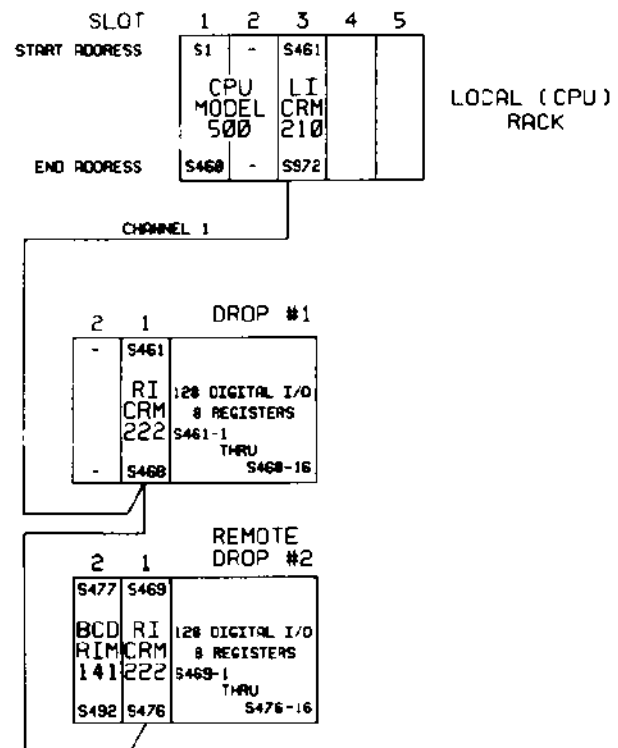 SLOT 1 2 3 4 5
START ADDRESS S1 - S461
CPU MODEL 500
LI CRM 210
LOCAL (CPU) RACK
END ADDRESS S460 - S972
CHANNEL 1
DROP #1
2 1
- S461
RI CRM 222
128 DIGITAL I/O
8 REGISTERS
S461-1
THRU
S468-16
- S468
REMOTE
DROP #2
2 1
S477 S469
BCD RIM 141
RI CRM 222
128 DIGITAL I/O
8 REGISTERS
S469-1
THRU
S476-16
S492 S476